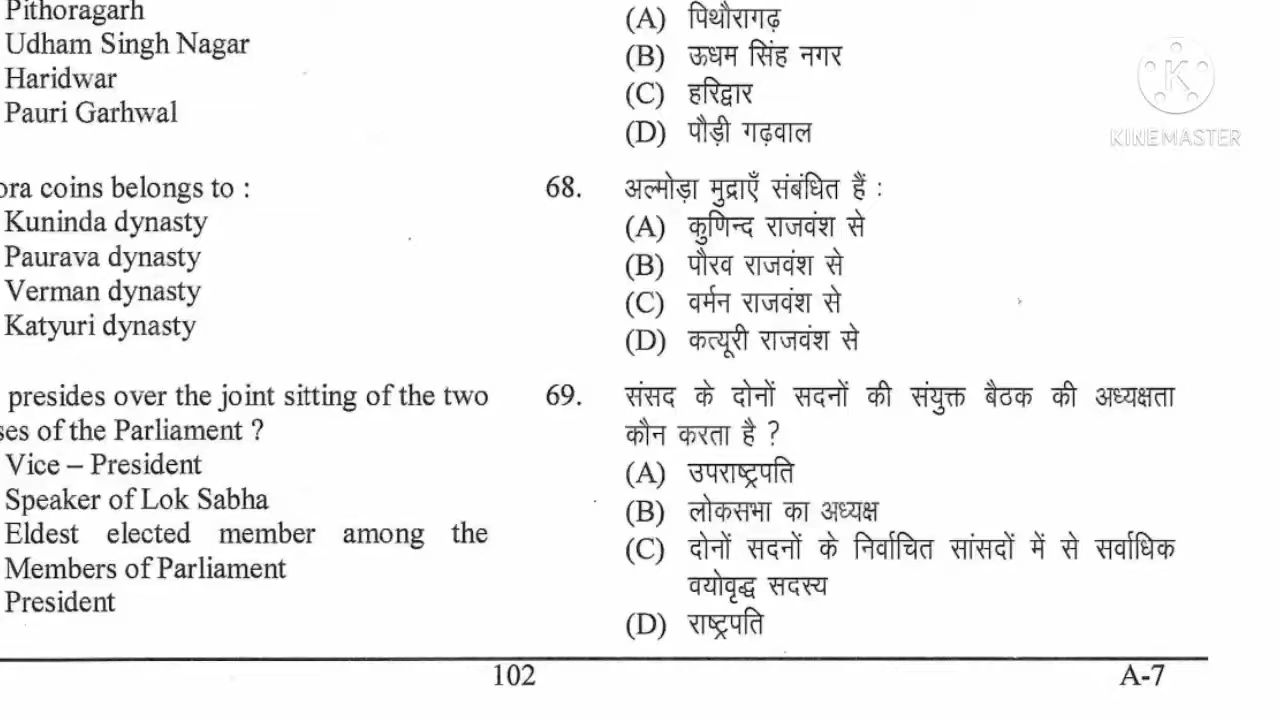 Pithoragarh
Udham Singh Nagar
Haridwar
Pauri Garhwal
coins belongs to :
Kuninda dynasty
Paurava dynasty
Verman dynasty
Katyuri dynasty
presides over the joint sitting of the two
of the Parliament ?
Vice – President
Speaker of Lok Sabha
Eldest elected member among the
Members of Parliament
President
(A) पिथौरागढ़
(B) ऊधम सिंह नगर
(C) हरिद्वार
(D) पौड़ी गढ़वाल
68. अल्मोड़ा मुद्राएँ संबंधित हैं :
(A) कुणिन्द राजवंश से
(B) पौरव राजवंश से
(C) वर्मन राजवंश से
(D) कत्यूरी राजवंश से
69. संसद के दोनों सदनों की संयुक्त बैठक की अध्यक्षता
कौन करता है ?
(A) उपराष्ट्रपति
(B) लोकसभा का अध्यक्ष
(C) दोनों सदनों के निर्वाचित सांसदों में से सर्वाधिक
वयोवृद्ध सदस्य
(D) राष्ट्रपति
102
A-7
K
KINEMASTER